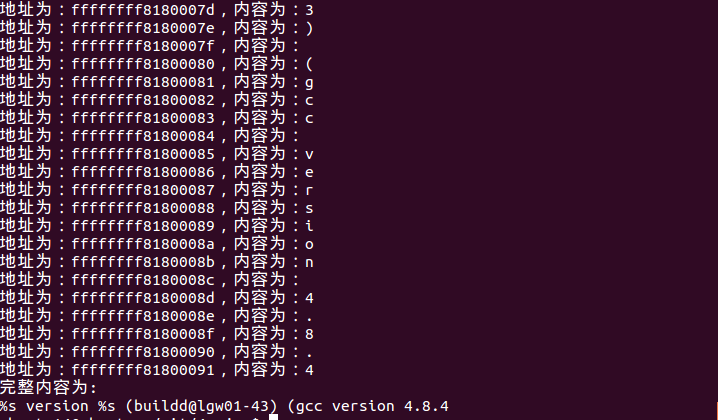 地址为：ffffffff8180007d，内容为：3
地址为：ffffffff8180007e，内容为：)
地址为：ffffffff8180007f，内容为：
地址为：ffffffff81800080，内容为：(
地址为：ffffffff81800081，内容为：g
地址为：ffffffff81800082，内容为：c
地址为：ffffffff81800083，内容为：c
地址为：ffffffff81800084，内容为：
地址为：ffffffff81800085，内容为：v
地址为：ffffffff81800086，内容为：e
地址为：ffffffff81800087，内容为：r
地址为：ffffffff81800088，内容为：s
地址为：ffffffff81800089，内容为：i
地址为：ffffffff8180008a，内容为：o
地址为：ffffffff8180008b，内容为：n
地址为：ffffffff8180008c，内容为：
地址为：ffffffff8180008d，内容为：4
地址为：ffffffff8180008e，内容为：.
地址为：ffffffff8180008f，内容为：8
地址为：ffffffff81800090，内容为：.
地址为：ffffffff81800091，内容为：4
完整内容为:
%s version %s (buildd@lgw01-43) (gcc version 4.8.4